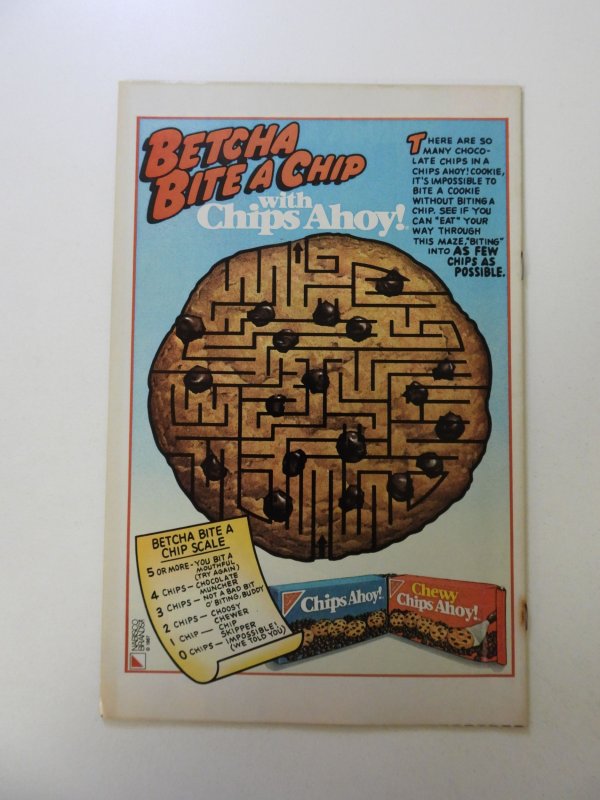 BETCHA
BITE A CHIP
with
Chips Ahoy!
THERE ARE SO
MANY CHOCO-
LATE CHIPS IN A
CHIPS AHOY! COOKIE,
IT'S IMPOSSIBLE TO
BITE A COOKIE
WITHOUT BITING A
CHIP. SEE IF YOU
CAN "EAT" YOUR
WAY THROUGH
THIS MAZE, "BITING"
INTO AS FEW
CHIPS AS
POSSIBLE.
BETCHA BITE A
CHIP SCALE
5 OR MORE - YOU BIT A
MOUTHFUL
(TRY AGAIN)
4 CHIPS - CHOCOLATE
MUNCHER
3 CHIPS - NOT A BAD BIT
O' BITING, BUDDY
2 CHIPS - CHOOSY
CHEWER
1 CHIP - CHIP
SKIPPER
0 CHIPS - IMPOSSIBLE!
(WE TOLD YOU)
Chips Ahoy!
Chewy
Chips Ahoy!
NABISCO
BRANDS
© 1987